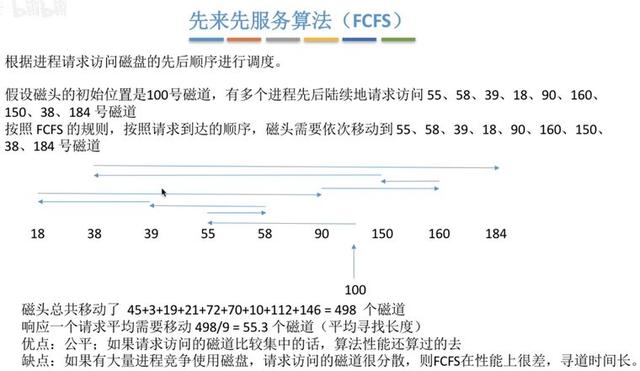 先来先服务算法（FCFS）
根据进程请求访问磁盘的先后顺序进行调度。
假设磁头的初始位置是100号磁道，有多个进程先后陆续地请求访问 55、58、39、18、90、160、
150、38、184 号磁道
按照 FCFS 的规则，按照请求到达的顺序，磁头需要依次移动到 55、58、39、18、90、160、150、
38、184 号磁道
18 38 39 55 58 90 150 160 184
100
磁头总共移动了 45+3+19+21+72+70+10+112+146 = 498 个磁道
响应一个请求平均需要移动 498/9 = 55.3 个磁道（平均寻找长度）
优点：公平；如果请求访问的磁道比较集中的话，算法性能还算过的去
缺点：如果有大量进程竞争使用磁盘，请求访问的磁道很分散，则FCFS在性能上很差，寻道时间长。